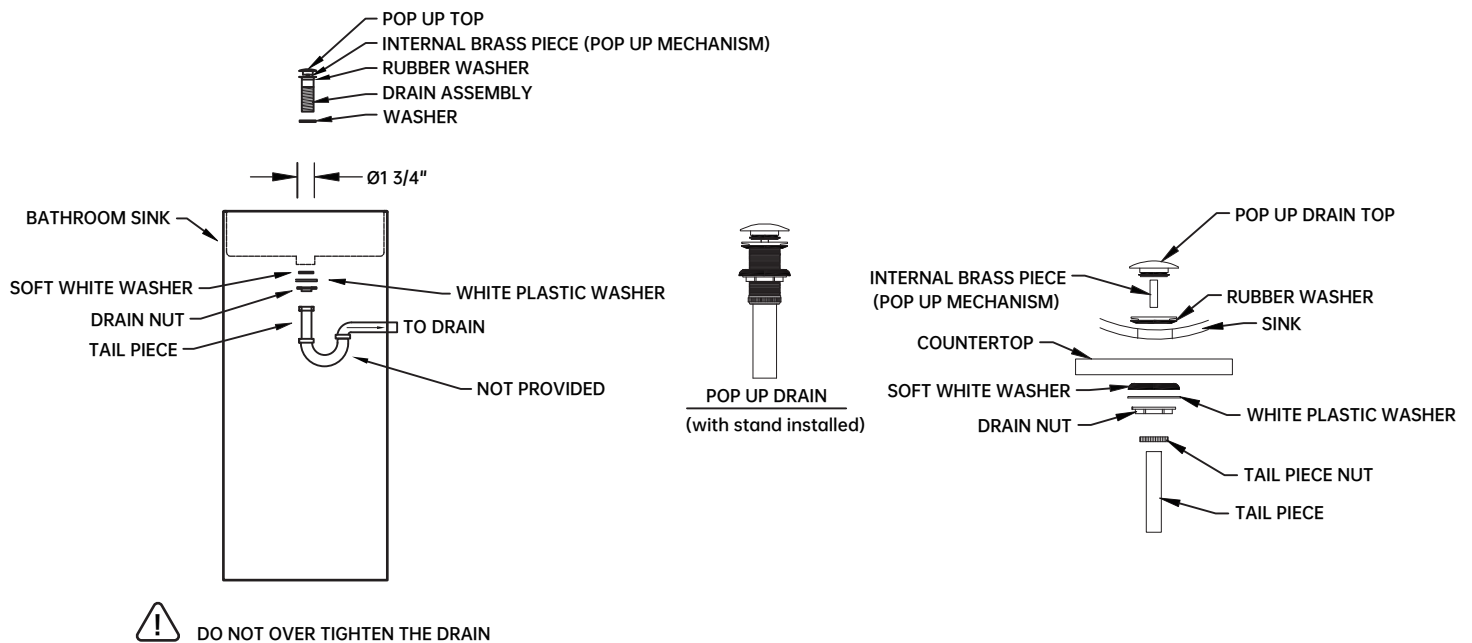 POP UP TOP
INTERNAL BRASS PIECE (POP UP MECHANISM)
RUBBER WASHER
DRAIN ASSEMBLY
WASHER
Ø1 3/4"
BATHROOM SINK
SOFT WHITE WASHER
WHITE PLASTIC WASHER
DRAIN NUT
TO DRAIN
TAIL PIECE
NOT PROVIDED
POP UP DRAIN
(with stand installed)
POP UP DRAIN TOP
INTERNAL BRASS PIECE
(POP UP MECHANISM)
RUBBER WASHER
SINK
COUNTERTOP
SOFT WHITE WASHER
WHITE PLASTIC WASHER
DRAIN NUT
TAIL PIECE NUT
TAIL PIECE
! DO NOT OVER TIGHTEN THE DRAIN